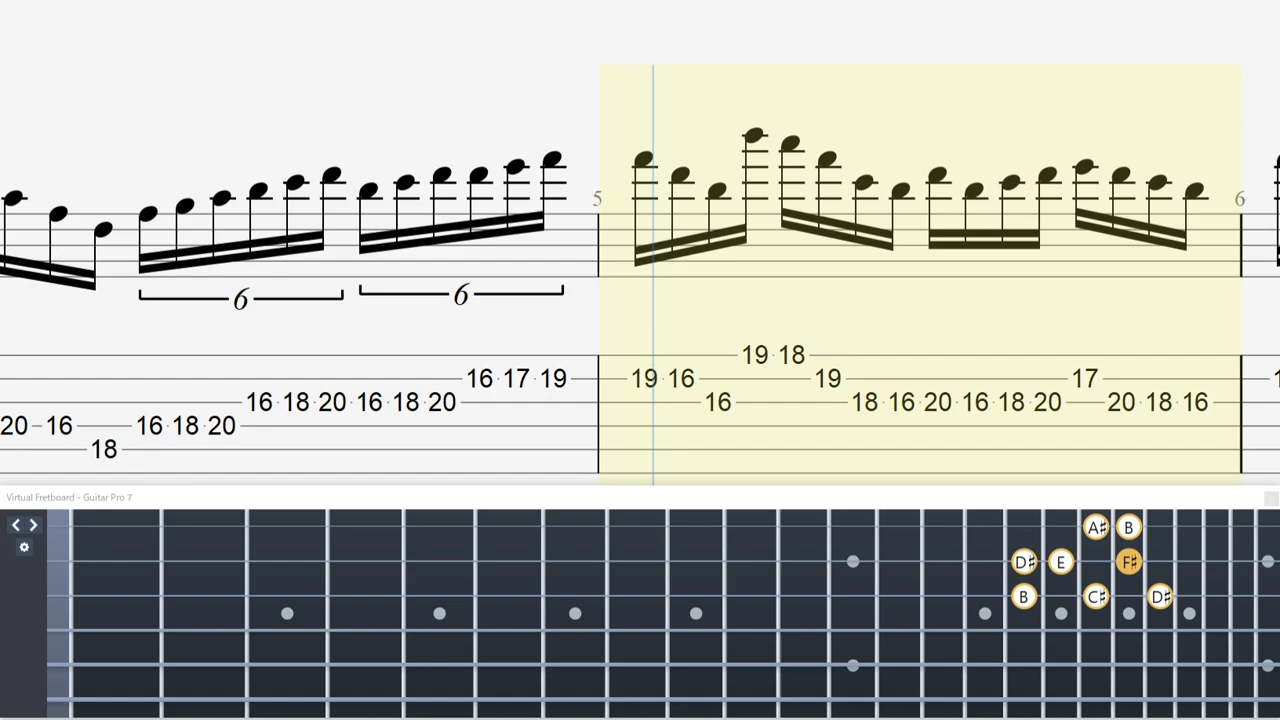 5 6
6 6
19 18
16 17 19 19 16 19 17
16 18 20 16 18 20 16 18 16 20 16 18 20 20 18 16
20 16 16 18 20
18
Virtual Fretboard - Guitar Pro 7
A♯ B
D♯ E F♯
B C♯ D♯